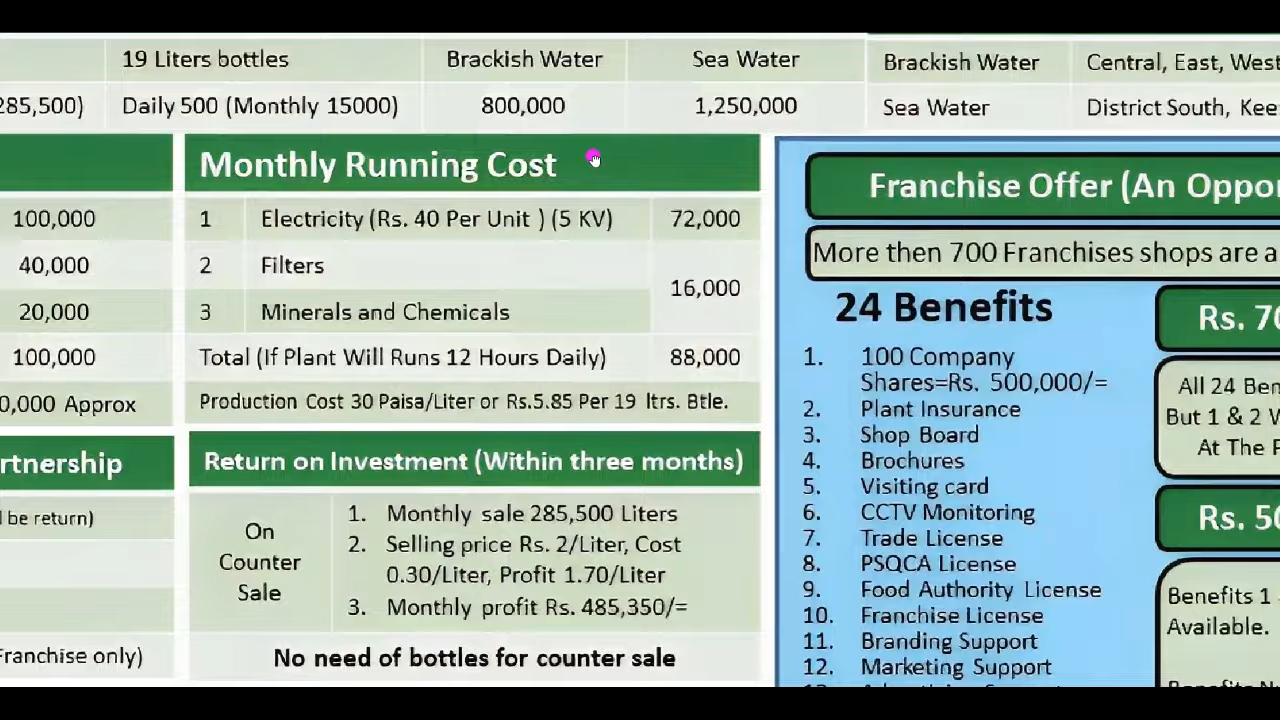 19 Liters bottles Brackish Water Sea Water Brackish Water Central, East, West
285,500) Daily 500 (Monthly 15000) 800,000 1,250,000 Sea Water District South, Kee
100,000
40,000
20,000
100,000
0,000 Approx
rtnership
l be return)
Franchise only)
Monthly Running Cost
1 Electricity (Rs. 40 Per Unit ) (5 KV) 72,000
2 Filters
16,000
3 Minerals and Chemicals
Total (If Plant Will Runs 12 Hours Daily) 88,000
Production Cost 30 Paisa/Liter or Rs.5.85 Per 19 ltrs. Btle.
Return on Investment (Within three months)
On
Counter
Sale
1. Monthly sale 285,500 Liters
2. Selling price Rs. 2/Liter, Cost
0.30/Liter, Profit 1.70/Liter
3. Monthly profit Rs. 485,350/=
No need of bottles for counter sale
Franchise Offer (An Oppor
More then 700 Franchises shops are a
24 Benefits
1. 100 Company
Shares=Rs. 500,000/=
2. Plant Insurance
3. Shop Board
4. Brochures
5. Visiting card
6. CCTV Monitoring
7. Trade License
8. PSQCA License
9. Food Authority License
10. Franchise License
11. Branding Support
12. Marketing Support
Rs. 70
All 24 Ben
But 1 & 2 W
At The F
Rs. 50
Benefits 1
Available.